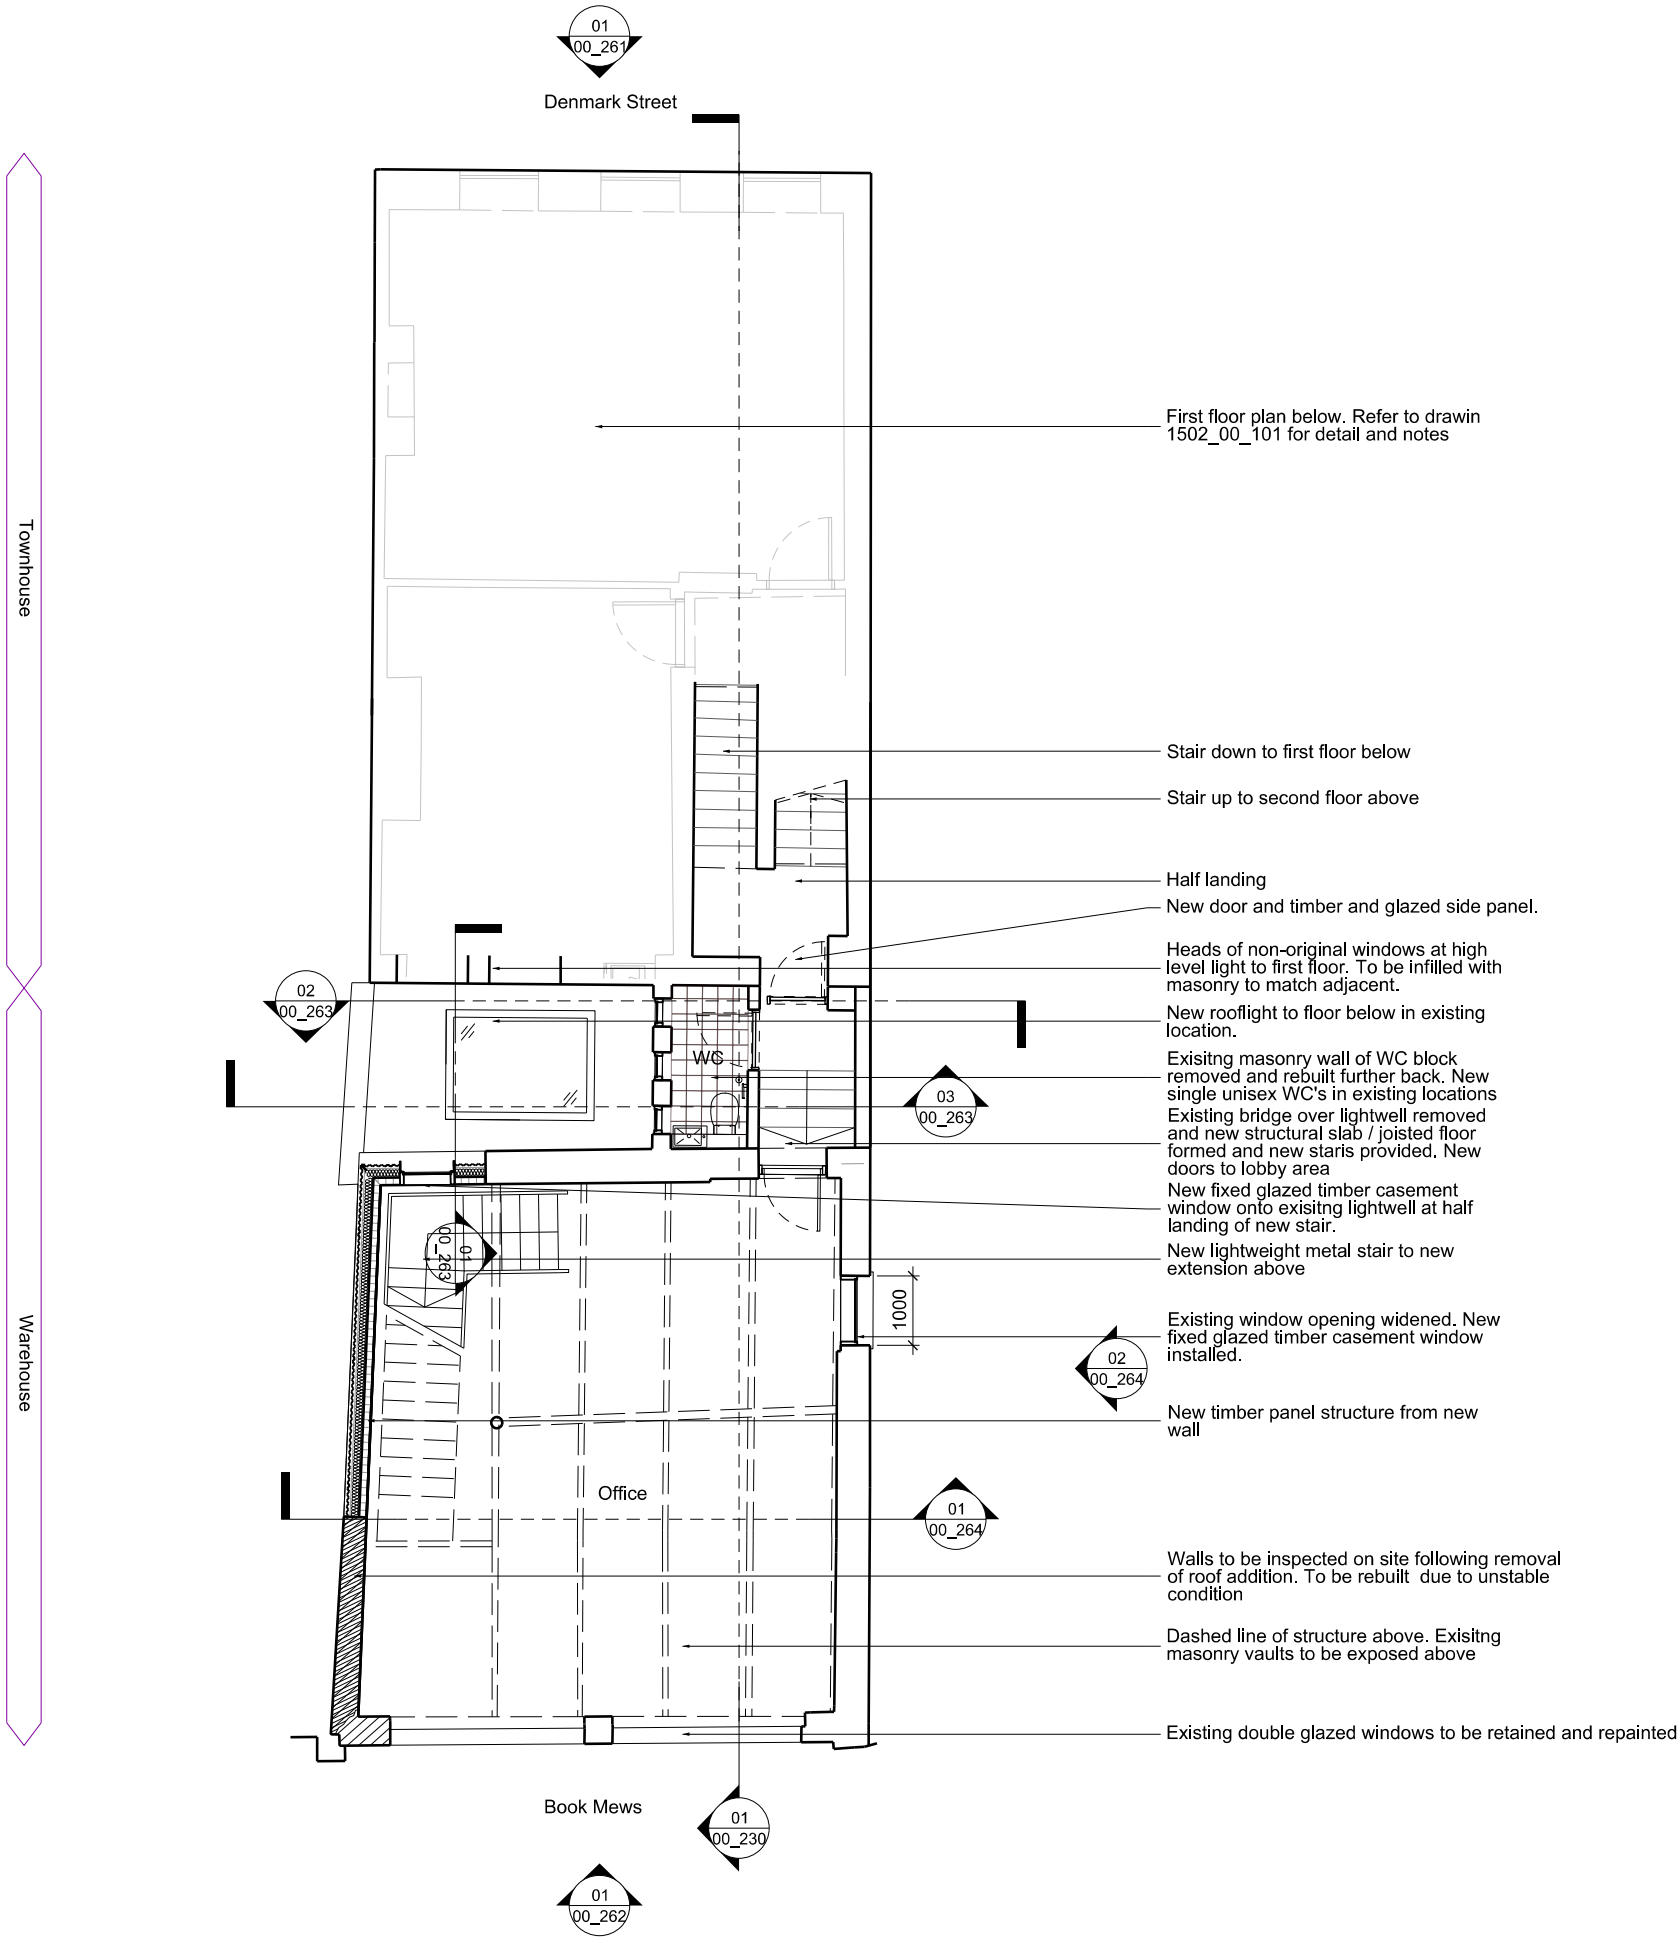 01
00_261
Denmark Street
Townhouse
First floor plan below. Refer to drawin
1502_00_101 for detail and notes
Stair down to first floor below
Stair up to second floor above
Half landing
New door and timber and glazed side panel.
Heads of non-original windows at high
level light to first floor. To be infilled with
masonry to match adjacent.
02
00_263
New rooflight to floor below in existing
location.
WC
Exisitng masonry wall of WC block
removed and rebuilt further back. New
single unisex WC's in existing locations
03
00_263
Existing bridge over lightwell removed
and new structural slab / joisted floor
formed and new staris provided. New
doors to lobby area
New fixed glazed timber casement
window onto exisitng lightwell at half
landing of new stair.
01
00_263
New lightweight metal stair to new
extension above
1000
Existing window opening widened. New
fixed glazed timber casement window
installed.
02
00_264
Warehouse
New timber panel structure from new
wall
Office
01
00_264
Walls to be inspected on site following removal
of roof addition. To be rebuilt due to unstable
condition
Dashed line of structure above. Exisitng
masonry vaults to be exposed above
Existing double glazed windows to be retained and repainted
Book Mews
01
00_230
01
00_262